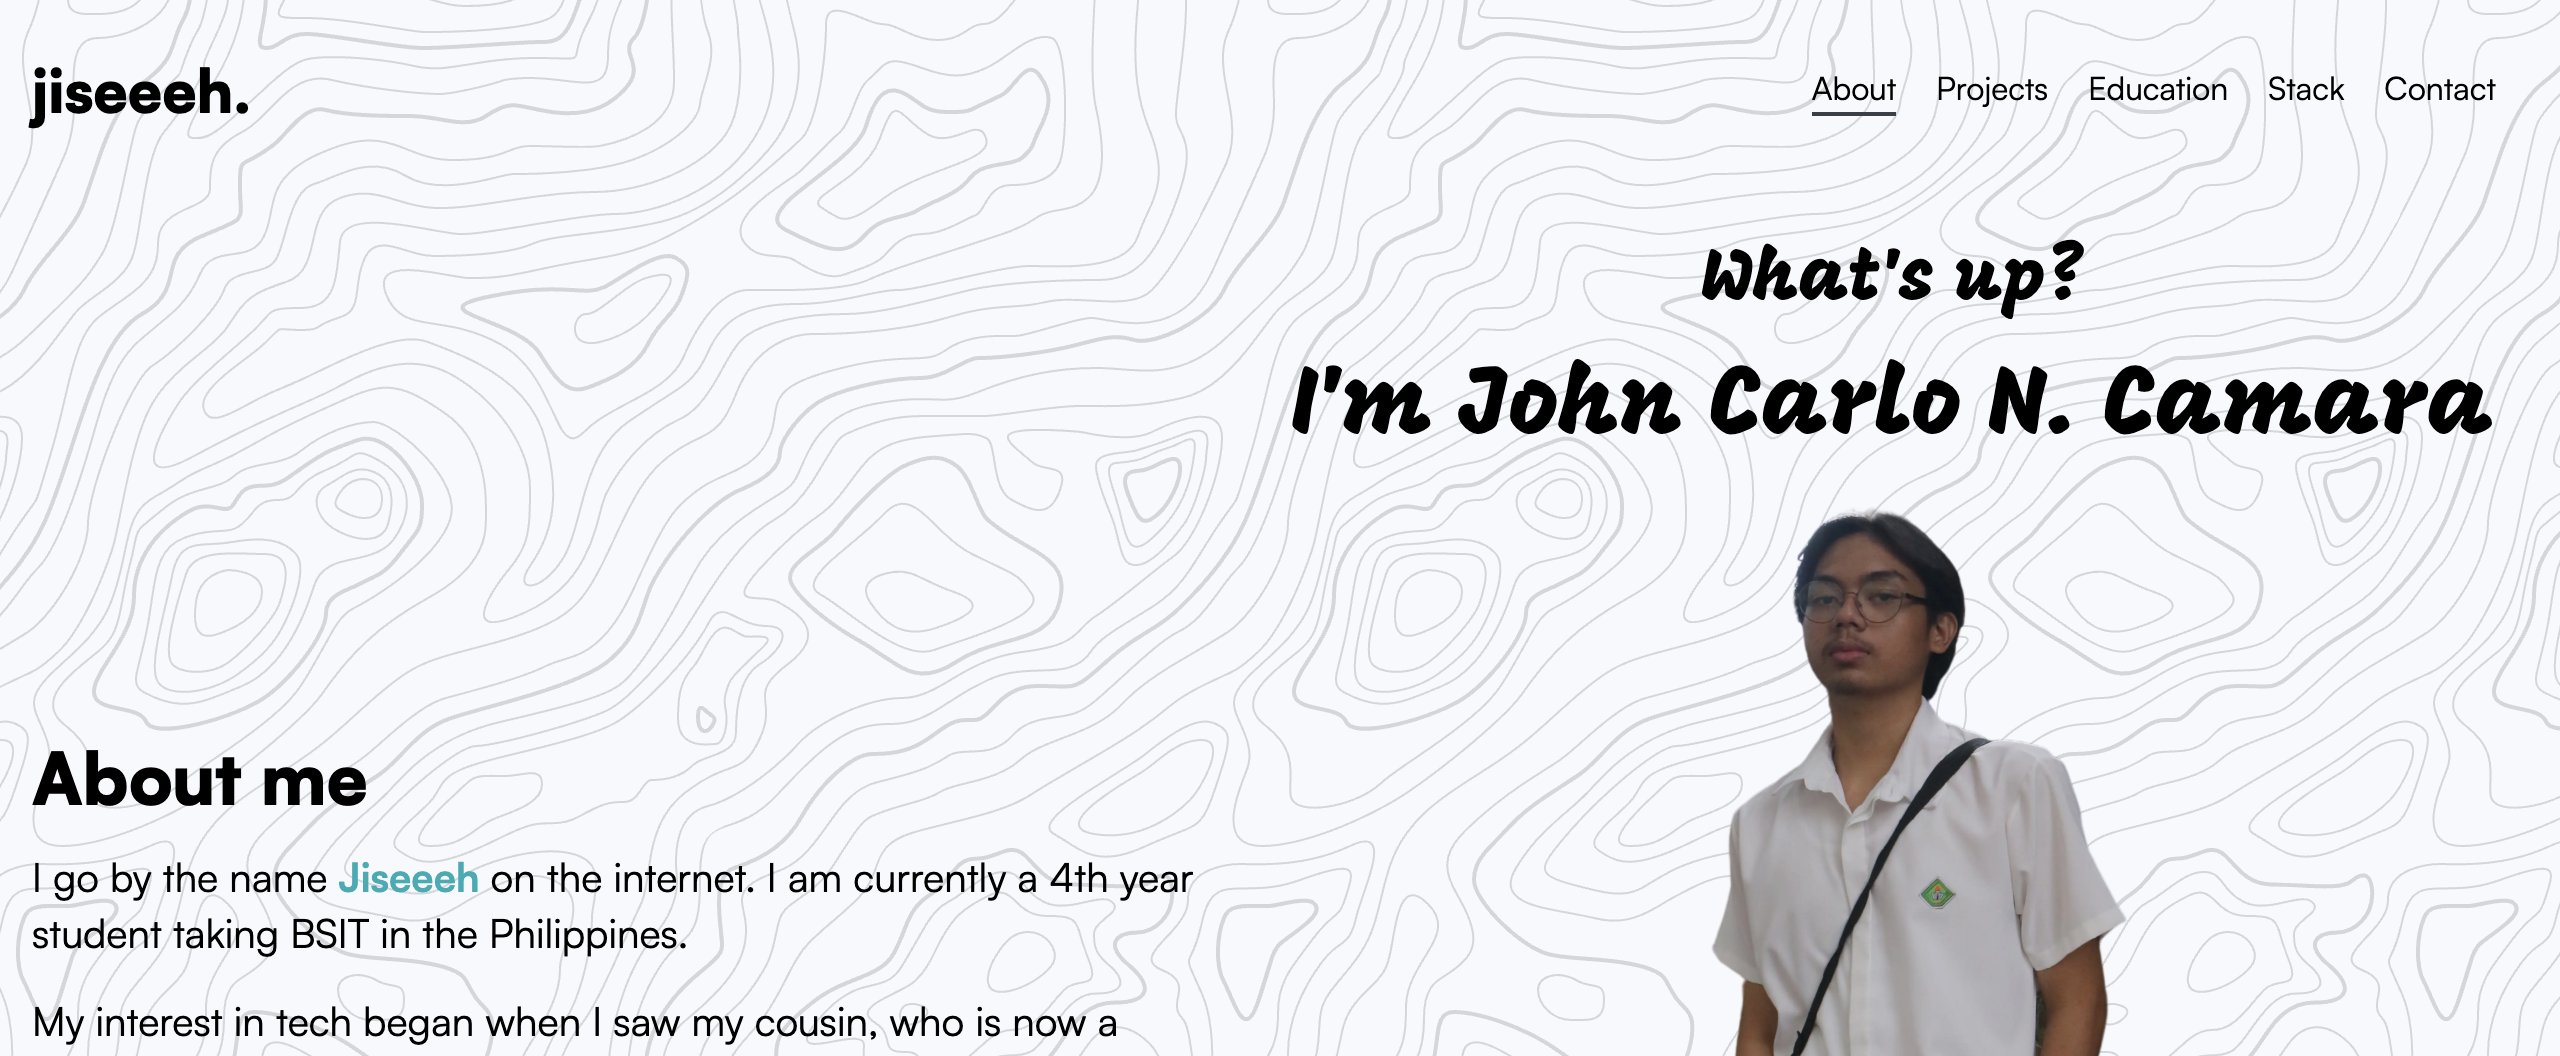 jiseeeh.
About Projects Education Stack Contact
What's up?
I'm John Carlo N. Camara
About me
I go by the name Jiseeeh on the internet. I am currently a 4th year
student taking BSIT in the Philippines.
My interest in tech began when I saw my cousin, who is now a